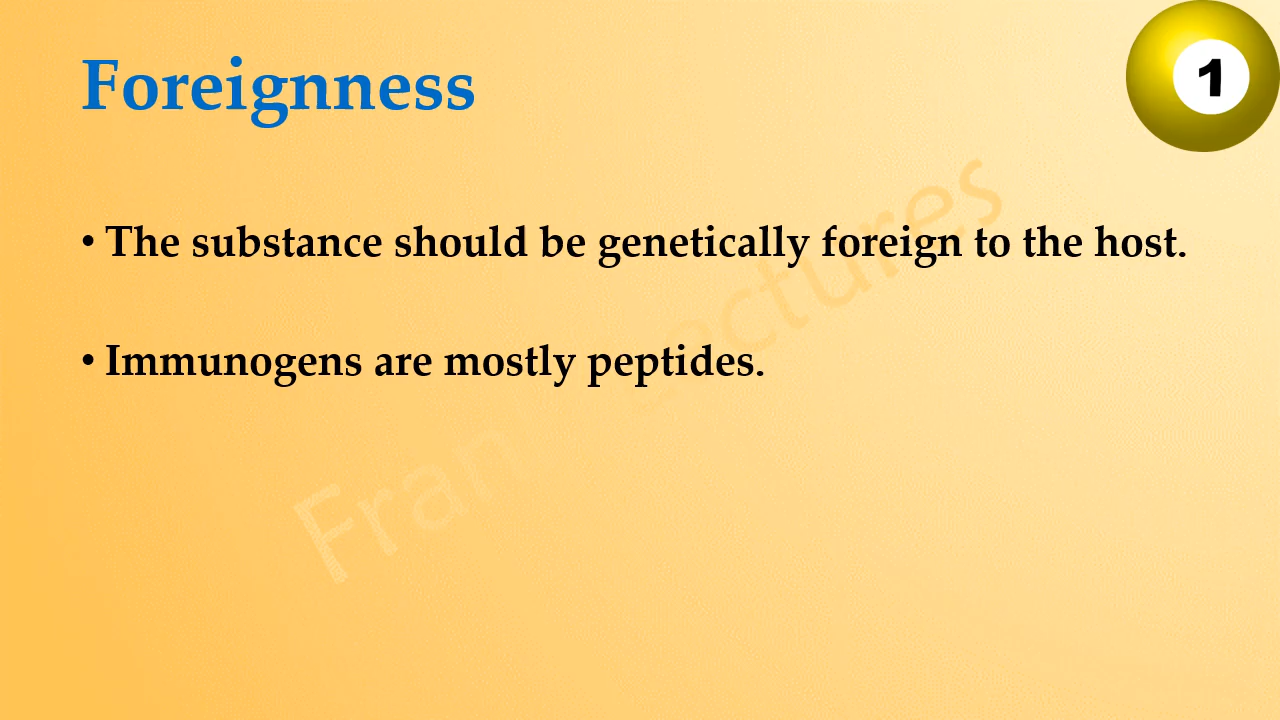 Foreignness
1
• The substance should be genetically foreign to the host.
• Immunogens are mostly peptides.